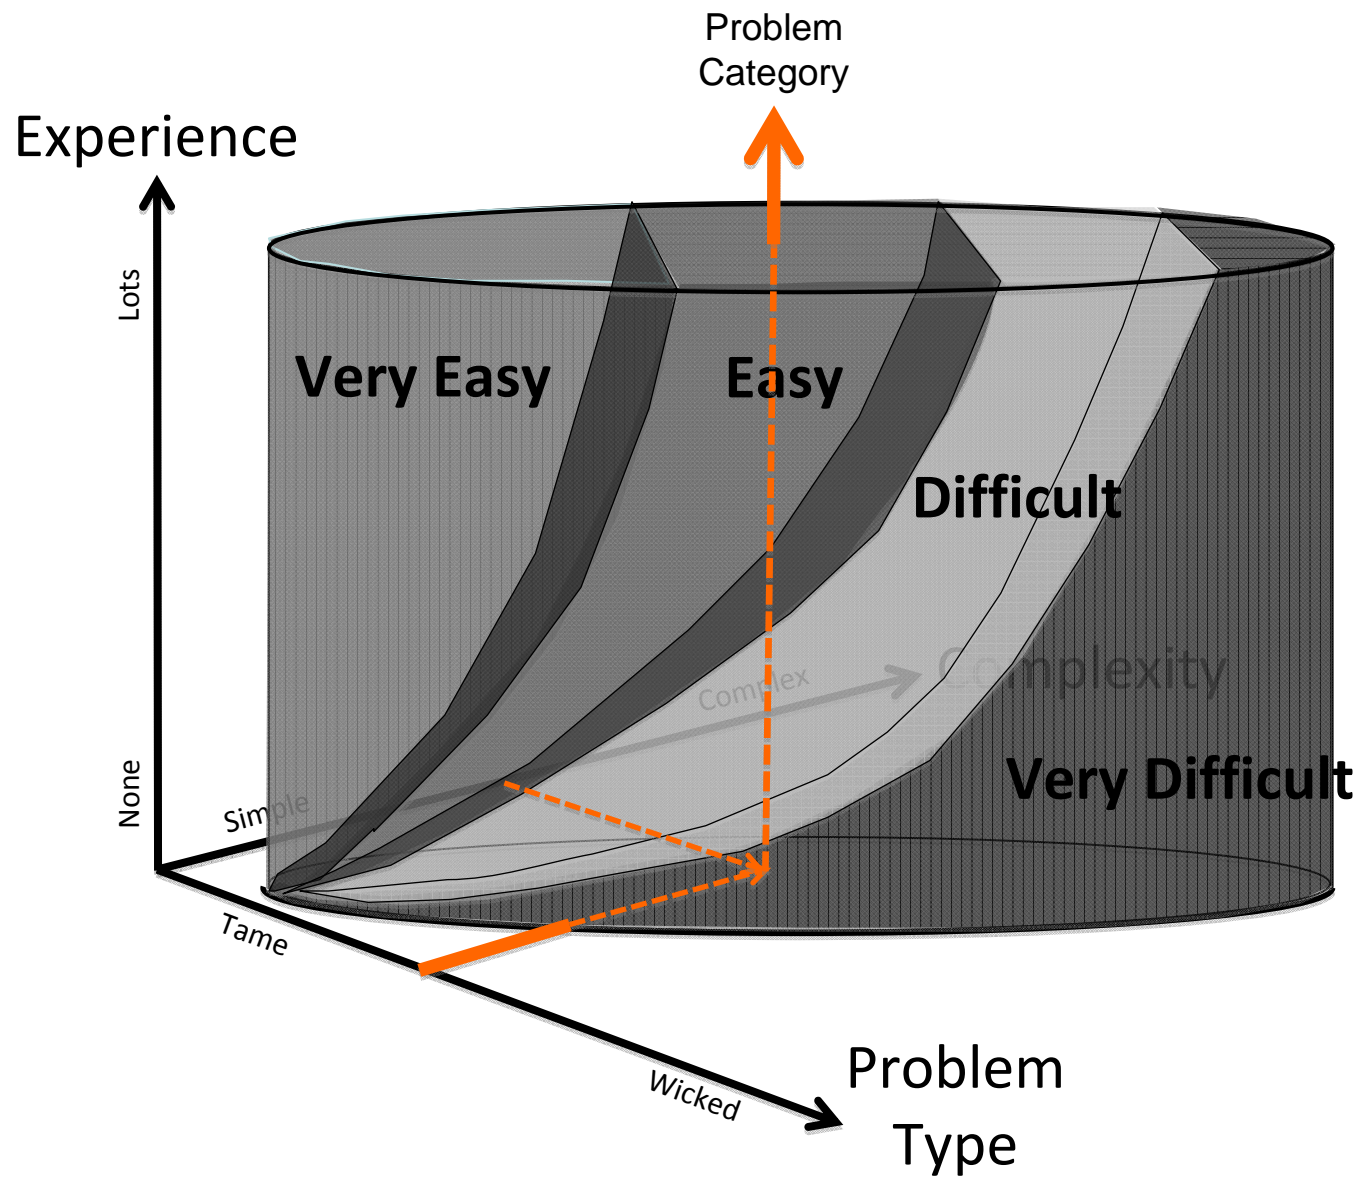 Problem
Category
Experience
Lots
Very Easy
Easy
Difficult
Complexity
Complex
None
Simple
Very Difficult
Tame
Wicked
Problem
Type